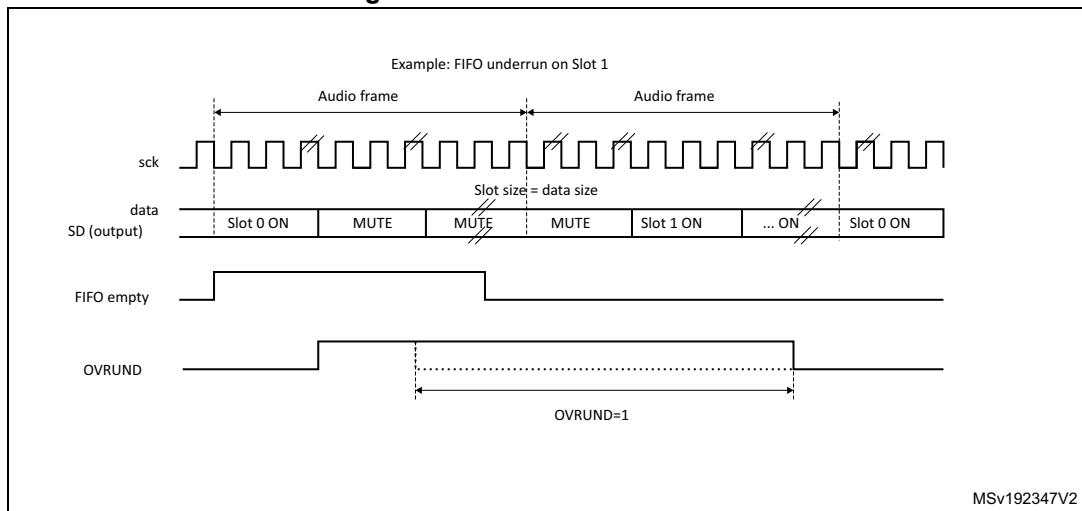 Example: FIFO underrun on Slot 1
Audio frame Audio frame
sck
Slot size = data size
data
SD (output) Slot 0 ON MUTE MUTE MUTE Slot 1 ON ... ON Slot 0 ON
FIFO empty
OVRUND
OVRUND=1
MSv192347V2